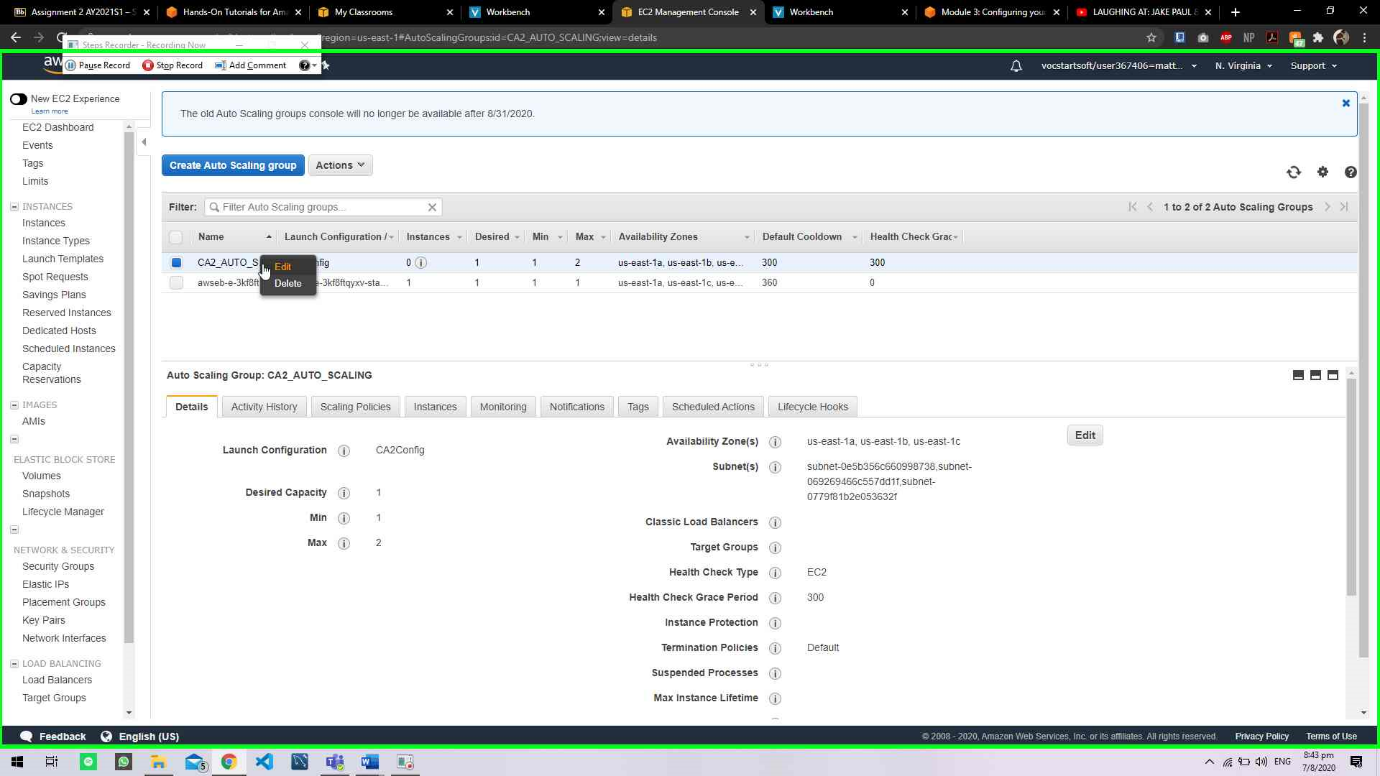 Assignment 2 AY2021S1 – B
Hands-On Tutorials for Am
My Classrooms
Workbench
EC2 Management Console
Workbench
Module 3: Configuring your
LAUGHING AT: JAKE PAUL &
Steps Recorder - Recording Now
region=us-east-1#AutoScalingGroups:id=CA2_AUTO_SCALING;view=details
Pause Record
Stop Record
Add Comment
vocstartsoft/user367406=matt...
N. Virginia
Support
New EC2 Experience
Learn more
The old Auto Scaling groups console will no longer be available after 8/31/2020.
EC2 Dashboard
Events
Tags
Limits
Create Auto Scaling group
Actions
INSTANCES
Instances
Instance Types
Launch Templates
Spot Requests
Savings Plans
Reserved Instances
Dedicated Hosts
Scheduled Instances
Capacity
Reservations
IMAGES
AMIs
ELASTIC BLOCK STORE
Volumes
Snapshots
Lifecycle Manager
NETWORK & SECURITY
Security Groups
Elastic IPs
Placement Groups
Key Pairs
Network Interfaces
LOAD BALANCING
Load Balancers
Target Groups
Filter:
Filter Auto Scaling groups...
1 to 2 of 2 Auto Scaling Groups
Name Launch Configuration / Instances Desired Min Max Availability Zones Default Cooldown Health Check Grac
CA2_AUTO_S 0 1 1 2 us-east-1a, us-east-1b, us-e... 300 300
Edit
Delete
awseb-e-3kf8ft e-3kf8ftqyxv-sta... 1 1 1 1 us-east-1a, us-east-1c, us-e... 360 0
Auto Scaling Group: CA2_AUTO_SCALING
Details
Activity History
Scaling Policies
Instances
Monitoring
Notifications
Tags
Scheduled Actions
Lifecycle Hooks
Edit
Launch Configuration CA2Config
Desired Capacity 1
Min 1
Max 2
Availability Zone(s) us-east-1a, us-east-1b, us-east-1c
Subnet(s) subnet-0e5b356c660998738,subnet-
069269466c557dd1f,subnet-
0779f81b2e053632f
Classic Load Balancers
Target Groups
Health Check Type EC2
Health Check Grace Period 300
Instance Protection
Termination Policies Default
Suspended Processes
Max Instance Lifetime
Feedback
English (US)
© 2008 - 2020, Amazon Web Services, Inc. or its affiliates. All rights reserved.
Privacy Policy
Terms of Use
ENG
8:43 pm
7/8/2020